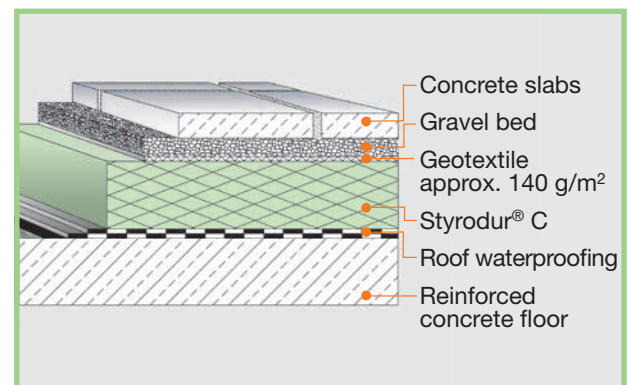 Concrete slabs
Gravel bed
Geotextile
approx. 140 g/m²
Styrodur® C
Roof waterproofing
Reinforced
concrete floor